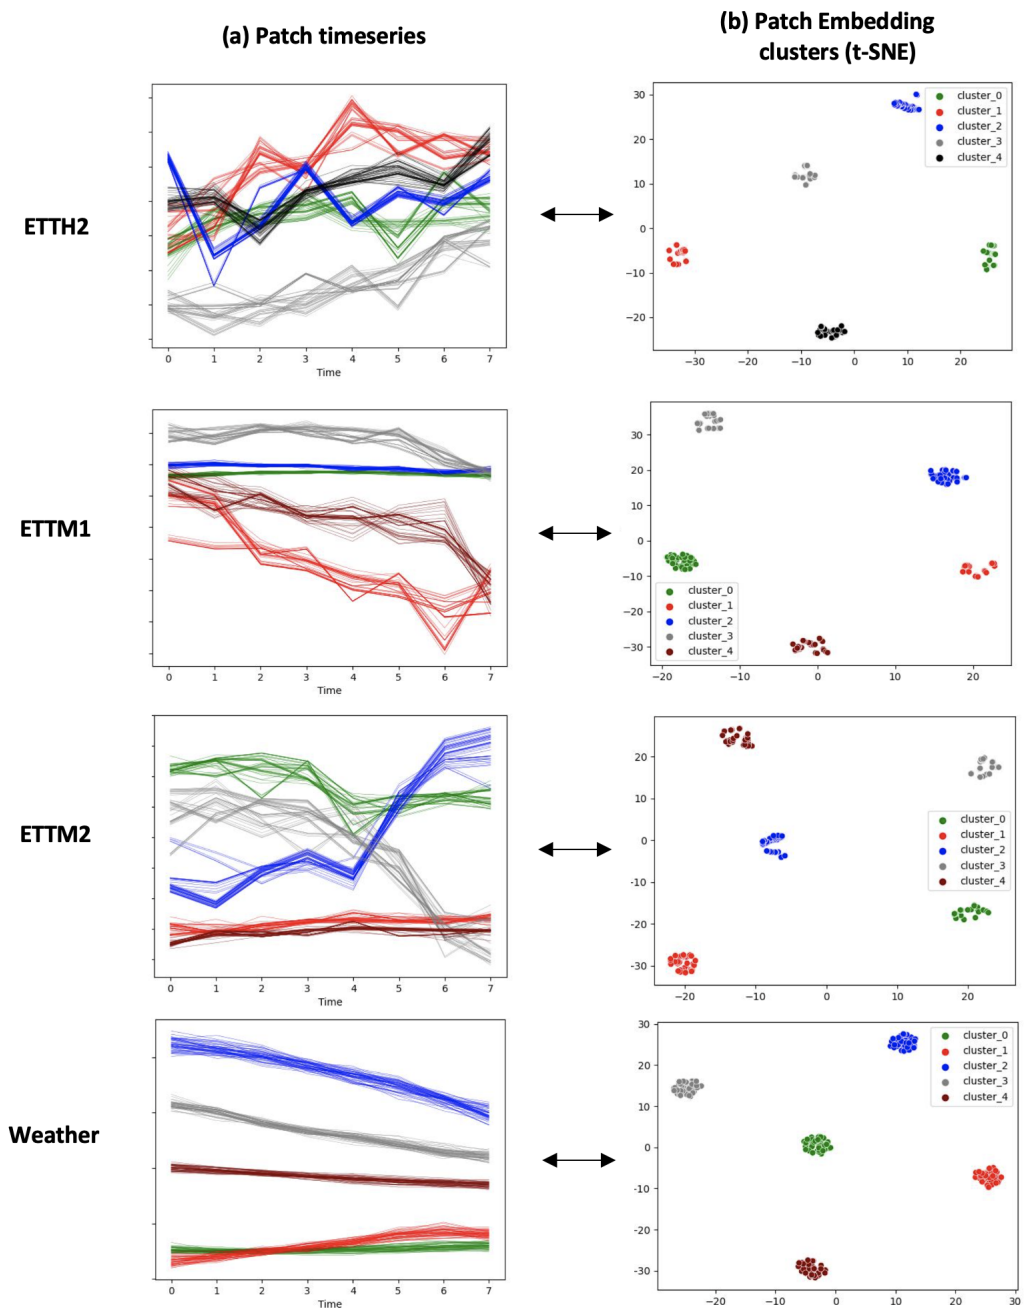 (a) Patch timeseries
(b) Patch Embedding
clusters (t-SNE)
ETTH2
0 1 2 3 4 5 6 7
Time
30
20
10
0
−10
−20
−30 −20 −10 0 10 20
cluster_0
cluster_1
cluster_2
cluster_3
cluster_4
ETTM1
0 1 2 3 4 5 6 7
Time
30
20
10
0
−10
−20
−30
−20 −10 0 10 20
cluster_0
cluster_1
cluster_2
cluster_3
cluster_4
ETTM2
0 1 2 3 4 5 6 7
Time
20
10
0
−10
−20
−30
−20 −10 0 10 20
cluster_0
cluster_1
cluster_2
cluster_3
cluster_4
Weather
0 1 2 3 4 5 6 7
Time
30
20
10
0
−10
−20
−30
−20 −10 0 10 20 30
cluster_0
cluster_1
cluster_2
cluster_3
cluster_4